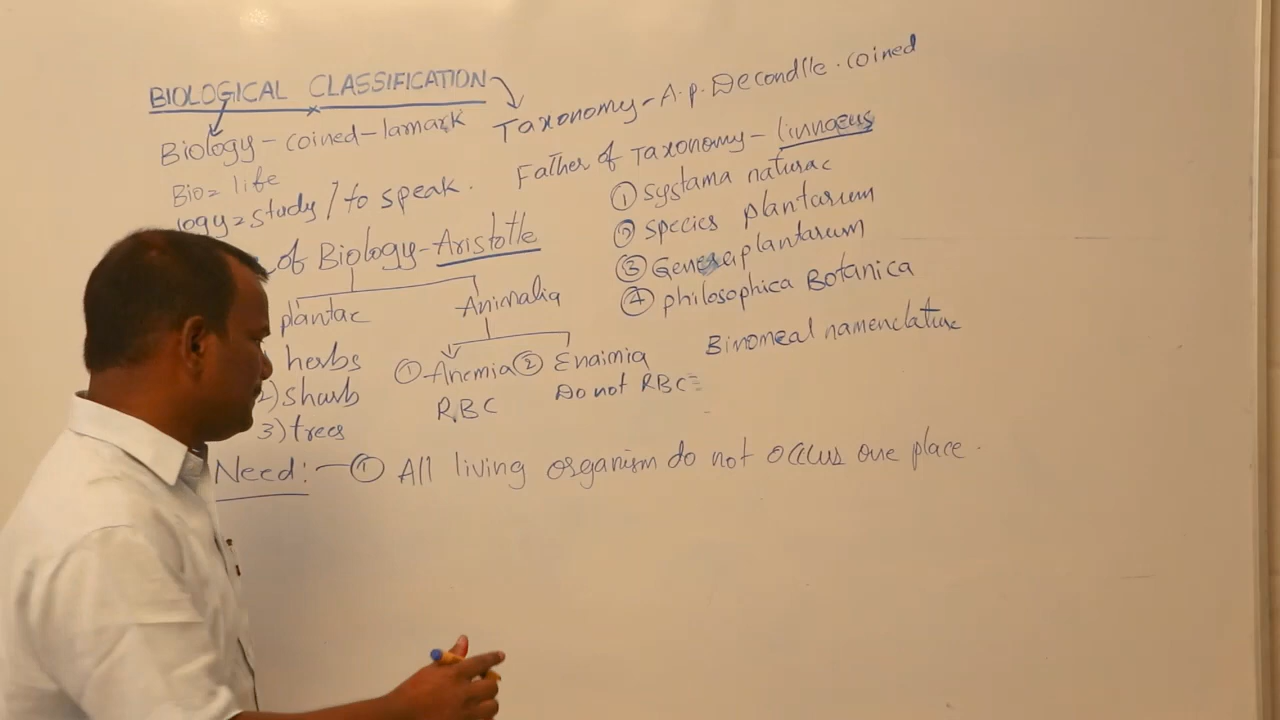 BIOLOGICAL CLASSIFICATION
Biology - coined - lamark
Bio = life
logy = study / to speak.
of Biology - Aristotle
plantae
herbs
2) shurb
3) trees
Animalia
① Anemia ② Enaimia
RBC
Do not RBC
Taxonomy - A.p. Decondlle. coined
Father of Taxonomy - linnaeus
① systama naturae
② species plantarum
③ Genera plantarum
④ philosophica Botanica
Binomeal namenclature
Need: - ① All living organism do not occus one place.